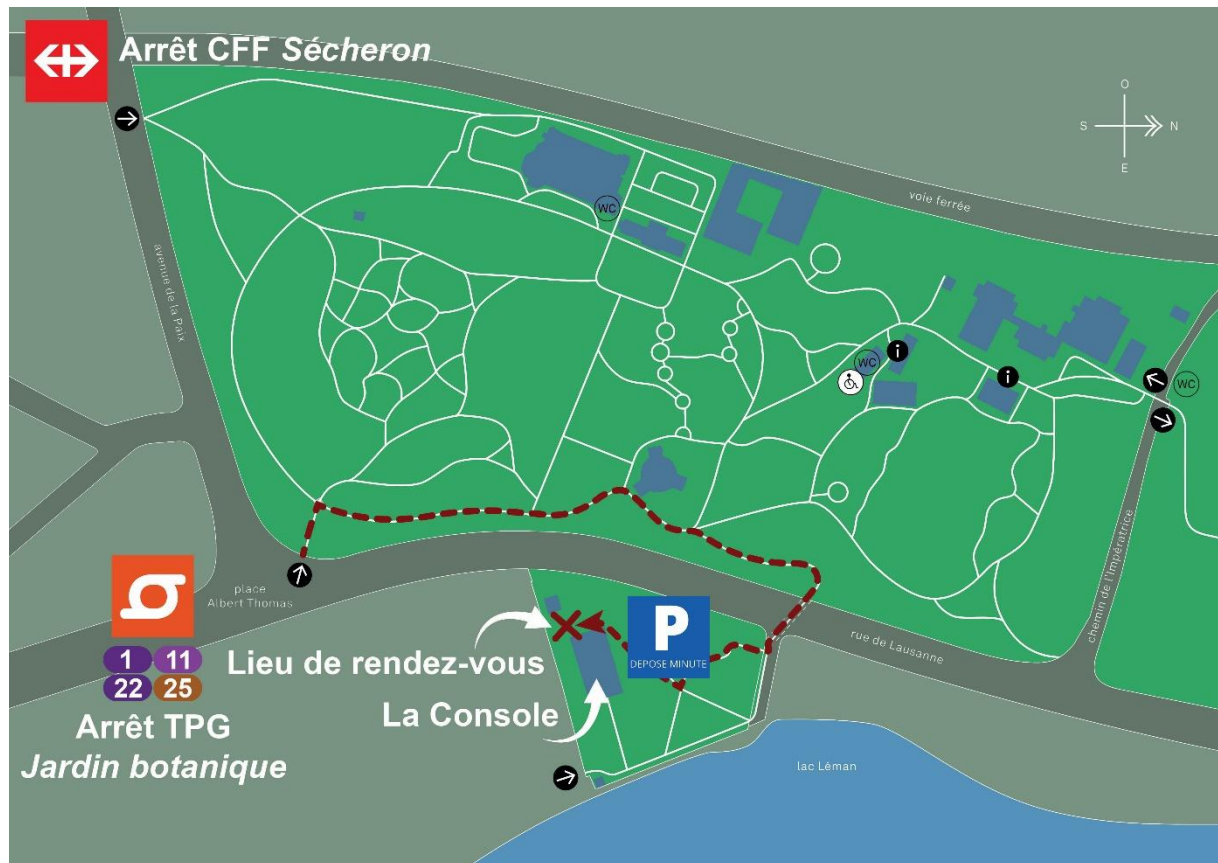 Arrêt CFF Sécheron
O
S
N
E
voie ferrée
WC
avenue de la Paix
i
WC
i
WC
chemin de l'Impératrice
place
Albert Thomas
P
DEPOSE MINUTE
rue de Lausanne
1
11
22
25
Lieu de rendez-vous
La Console
Arrêt TPG
Jardin botanique
lac Léman